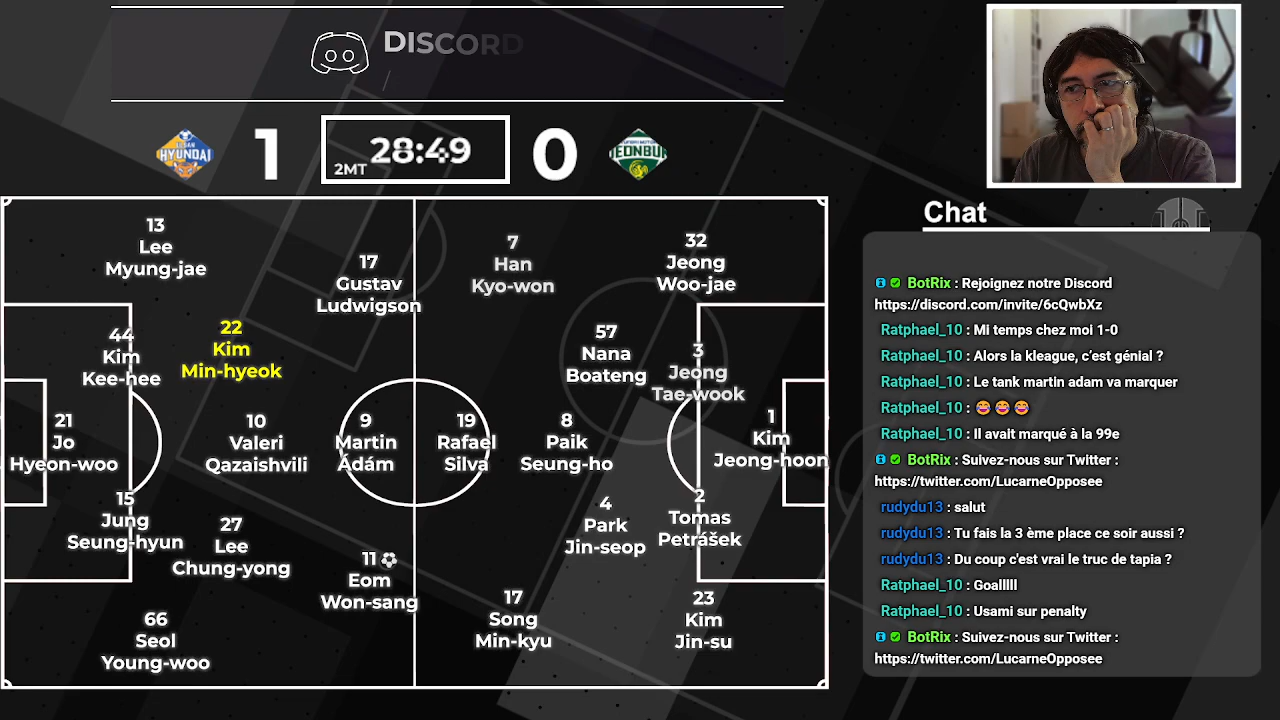 DISCORD
HYUNDAI
1
2MT 28:49
0
13
Lee
Myung-jae
17
Gustav
Ludwigson
7
Han
Kyo-won
32
Jeong
Woo-jae
44
Kim
Kee-hee
22
Kim
Min-hyeok
57
Nana
Boateng
3
Jeong
Tae-wook
21
Jo
Hyeon-woo
10
Valeri
Qazaishvili
9
Martin
Ádám
19
Rafael
Silva
8
Paik
Seung-ho
1
Kim
Jeong-hoon
15
Jung
Seung-hyun
27
Lee
Chung-yong
4
Park
Jin-seop
2
Tomas
Petrášek
11
Eom
Won-sang
66
Seol
Young-woo
17
Song
Min-kyu
23
Kim
Jin-su
Chat
BotRix : Rejoignez notre Discord
https://discord.com/invite/6cQwbXz
Ratphael_10 : Mi temps chez moi 1-0
Ratphael_10 : Alors la kleague, c’est génial ?
Ratphael_10 : Le tank martin adam va marquer
Ratphael_10 : 😂 😂 😂
Ratphael_10 : Il avait marqué à la 99e
BotRix : Suivez-nous sur Twitter :
https://twitter.com/LucarneOpposee
rudydu13 : salut
rudydu13 : Tu fais la 3 ème place ce soir aussi ?
rudydu13 : Du coup c'est vrai le truc de tapia ?
Ratphael_10 : Goalllll
Ratphael_10 : Usami sur penalty
BotRix : Suivez-nous sur Twitter :
https://twitter.com/LucarneOpposee